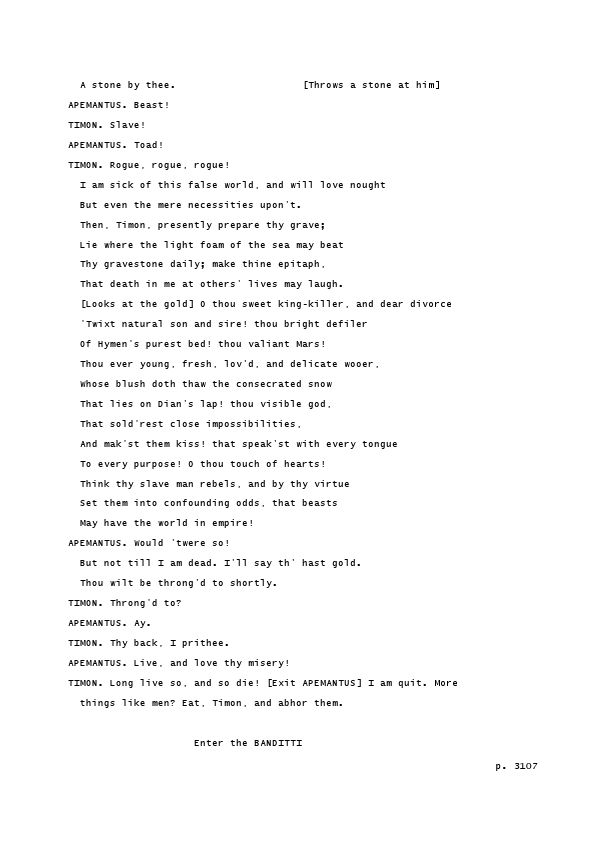 A stone by thee. [Throws a stone at him]
APEMANTUS. Beast!
TIMON. Slave!
APEMANTUS. Toad!
TIMON. Rogue, rogue, rogue!
I am sick of this false world, and will love nought
But even the mere necessities upon't.
Then, Timon, presently prepare thy grave;
Lie where the light foam of the sea may beat
Thy gravestone daily; make thine epitaph,
That death in me at others' lives may laugh.
[Looks at the gold] O thou sweet king-killer, and dear divorce
'Twixt natural son and sire! thou bright defiler
Of Hymen's purest bed! thou valiant Mars!
Thou ever young, fresh, lov'd, and delicate wooer,
Whose blush doth thaw the consecrated snow
That lies on Dian's lap! thou visible god,
That sold'rest close impossibilities,
And mak'st them kiss! that speak'st with every tongue
To every purpose! O thou touch of hearts!
Think thy slave man rebels, and by thy virtue
Set them into confounding odds, that beasts
May have the world in empire!
APEMANTUS. Would 'twere so!
But not till I am dead. I'll say th' hast gold.
Thou wilt be throng'd to shortly.
TIMON. Throng'd to?
APEMANTUS. Ay.
TIMON. Thy back, I prithee.
APEMANTUS. Live, and love thy misery!
TIMON. Long live so, and so die! [Exit APEMANTUS] I am quit. More
things like men? Eat, Timon, and abhor them.
Enter the BANDITTI
p. 3107